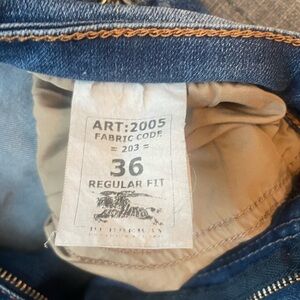 ART:2005
FABRIC CODE
= 203 =
36
REGULAR FIT